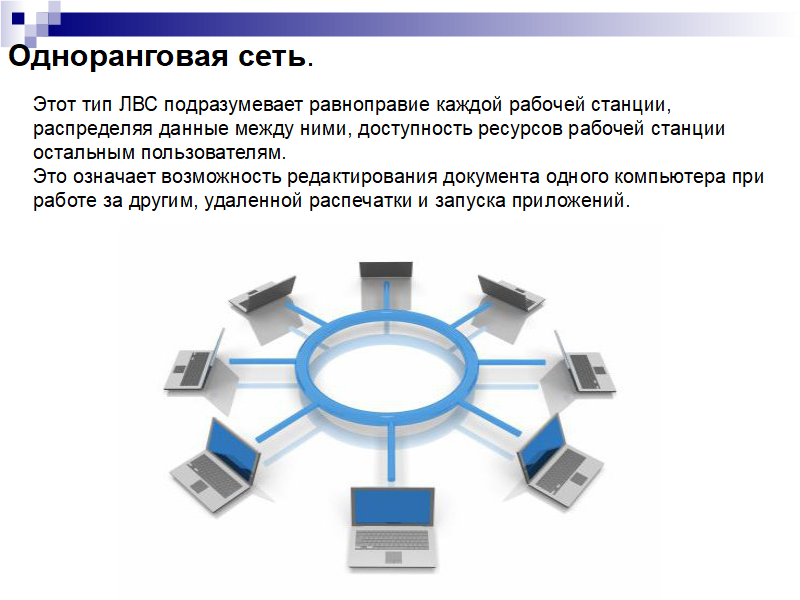 Одноранговая сеть.
Этот тип ЛВС подразумевает равноправие каждой рабочей станции,
распределяя данные между ними, доступность ресурсов рабочей станции
остальным пользователям.
Это означает возможность редактирования документа одного компьютера при
работе за другим, удаленной распечатки и запуска приложений.